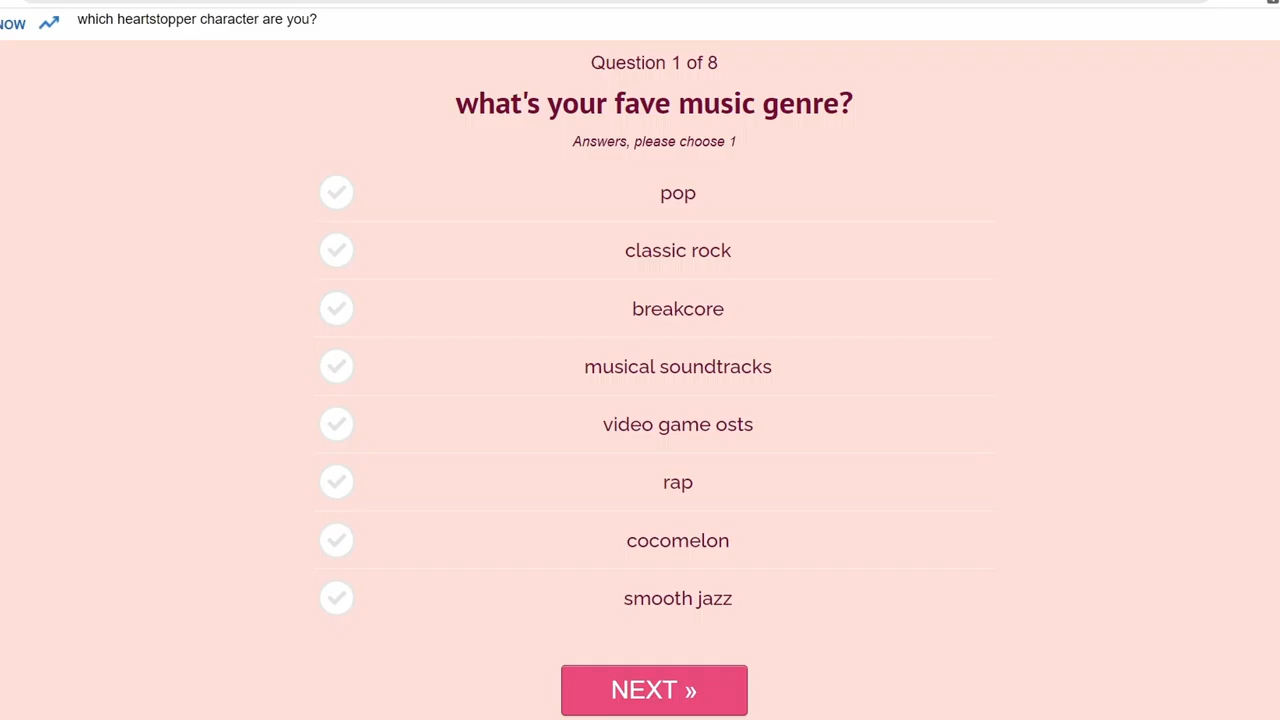 NOW
which heartstopper character are you?
Question 1 of 8
what's your fave music genre?
Answers, please choose 1
pop
classic rock
breakcore
musical soundtracks
video game osts
rap
cocomelon
smooth jazz
NEXT »